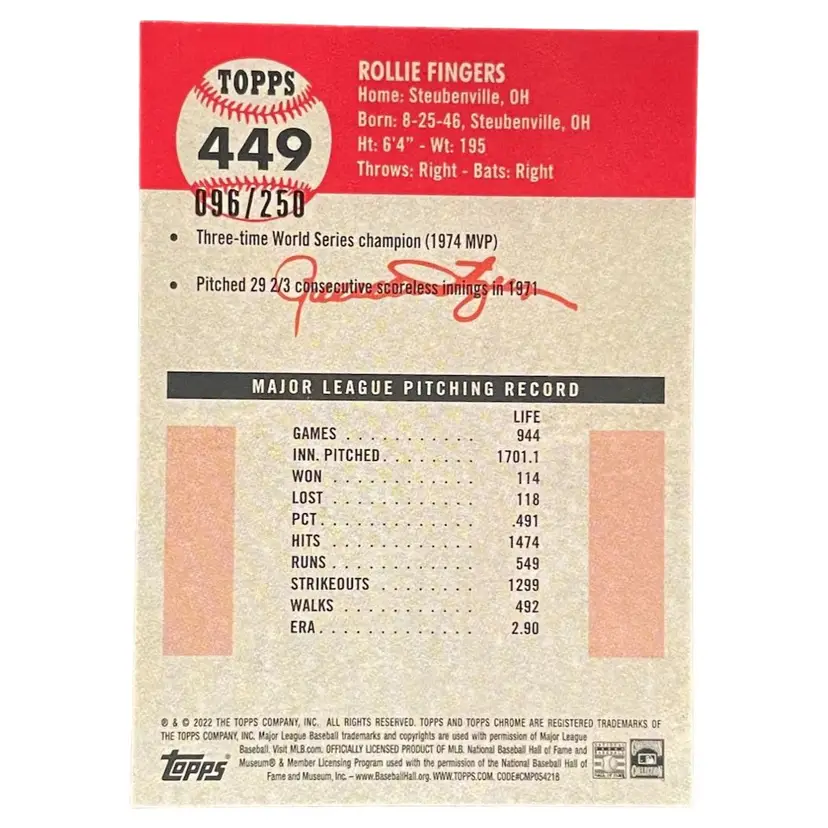 TOPPS
449
096/250
ROLLIE FINGERS
Home: Steubenville, OH
Born: 8-25-46, Steubenville, OH
Ht: 6'4" - Wt: 195
Throws: Right - Bats: Right
• Three-time World Series champion (1974 MVP)
• Pitched 29 2/3 consecutive scoreless innings in 1971
MAJOR LEAGUE PITCHING RECORD
LIFE
GAMES . . . . . . . . . . . . 944
INN. PITCHED . . . . . . . . . 1701.1
WON . . . . . . . . . . . . . 114
LOST . . . . . . . . . . . . . 118
PCT . . . . . . . . . . . . . .491
HITS . . . . . . . . . . . . . 1474
RUNS . . . . . . . . . . . . . 549
STRIKEOUTS . . . . . . . . . . 1299
WALKS . . . . . . . . . . . . 492
ERA . . . . . . . . . . . . . 2.90
® & © 2022 THE TOPPS COMPANY, INC. ALL RIGHTS RESERVED. TOPPS AND TOPPS CHROME ARE REGISTERED TRADEMARKS OF
THE TOPPS COMPANY, INC. Major League Baseball trademarks and copyrights are used with permission of Major League
Baseball. Visit MLB.com. OFFICIALLY LICENSED PRODUCT OF MLB. National Baseball Hall of Fame and
Museum® & Member Licensing Program used with the permission of the National Baseball Hall of
Fame and Museum, Inc. – www.BaseballHall.org. WWW.TOPPS.COM. CODE#CMP054218
topps